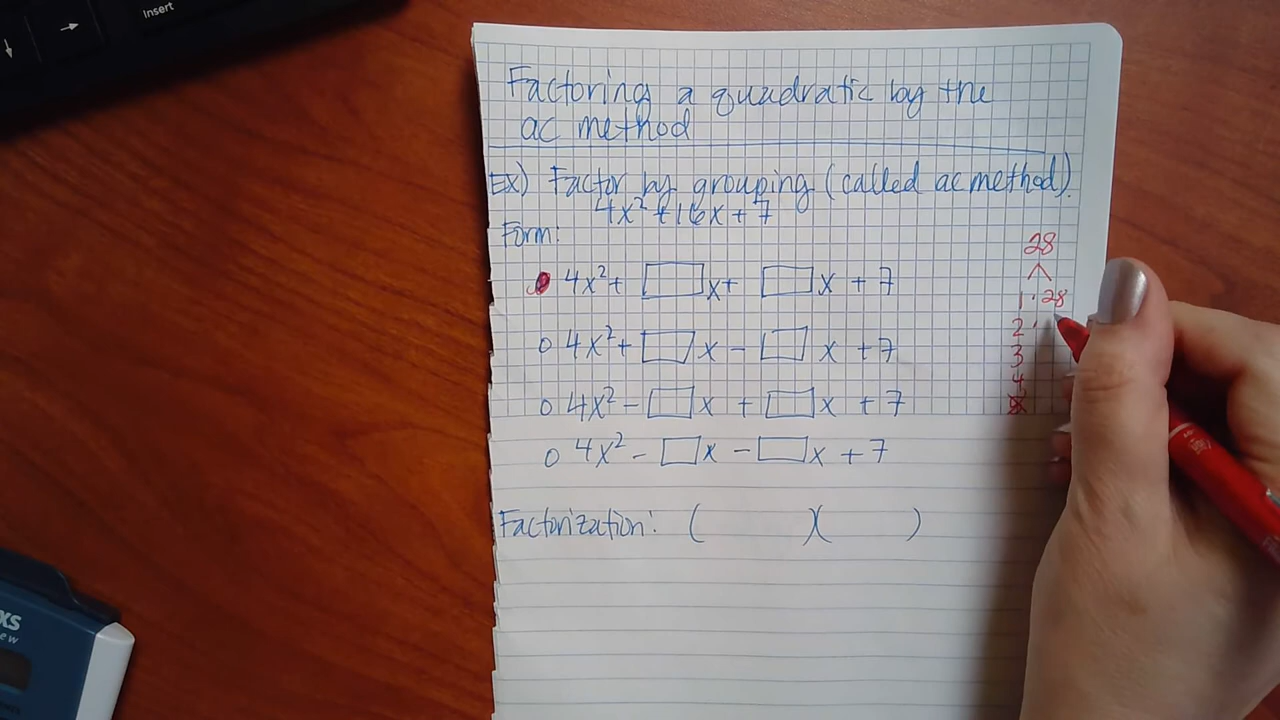 Insert
Factoring a quadratic by the
ac method
Ex) Factor by grouping (called ac method).
4x² + 16x + 7
Form:
4x² + □x + □x + 7
○ 4x² + □x − □x + 7
○ 4x² − □x + □x + 7
○ 4x² − □x − □x + 7
Factorization: (      )(      )
28
1 · 28
2 ·
3
4